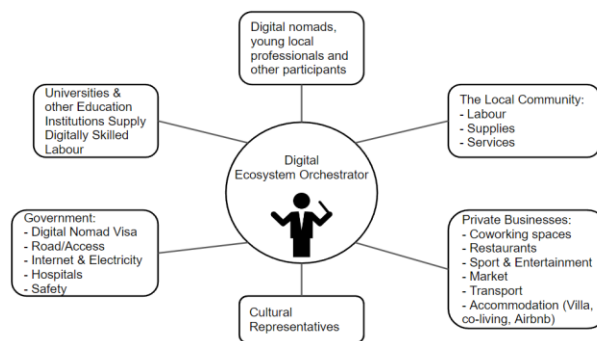 Digital nomads,
young local
professionals and
other participants
Universities &
other Education
Institutions Supply
Digitally Skilled
Labour
The Local Community:
- Labour
- Supplies
- Services
Digital
Ecosystem Orchestrator
Government:
- Digital Nomad Visa
- Road/Access
- Internet & Electricity
- Hospitals
- Safety
Private Businesses:
- Coworking spaces
- Restaurants
- Sport & Entertainment
- Market
- Transport
- Accommodation (Villa,
co-living, Airbnb)
Cultural
Representatives